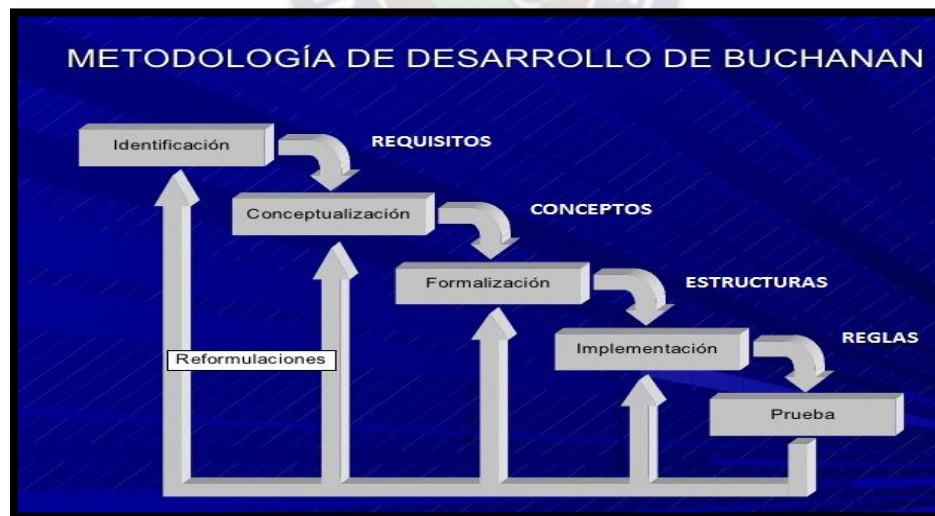 METODOLOGÍA DE DESARROLLO DE BUCHANAN
Identificación
REQUISITOS
Conceptualización
CONCEPTOS
Formalización
ESTRUCTURAS
Implementación
REGLAS
Reformulaciones
Prueba